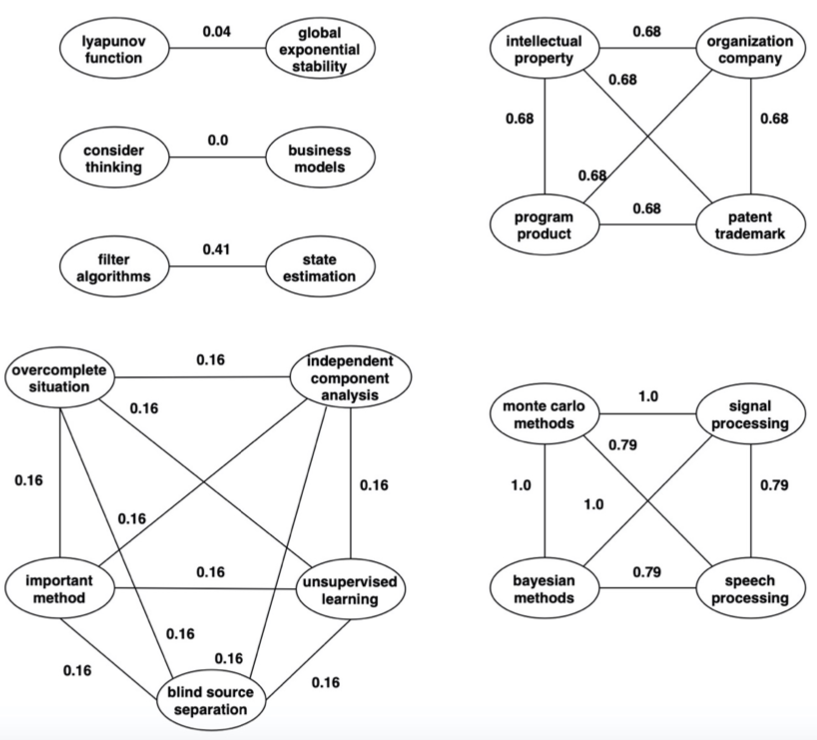 lyapunov
function
0.04
global
exponential
stability
consider
thinking
0.0
business
models
filter
algorithms
0.41
state
estimation
intellectual
property
0.68
organization
company
0.68
0.68
0.68
0.68
program
product
0.68
patent
trademark
overcomplete
situation
0.16
independent
component
analysis
0.16
0.16
0.16
0.16
important
method
0.16
unsupervised
learning
0.16
0.16
0.16
0.16
blind source
separation
monte carlo
methods
1.0
signal
processing
0.79
1.0
0.79
1.0
bayesian
methods
0.79
speech
processing